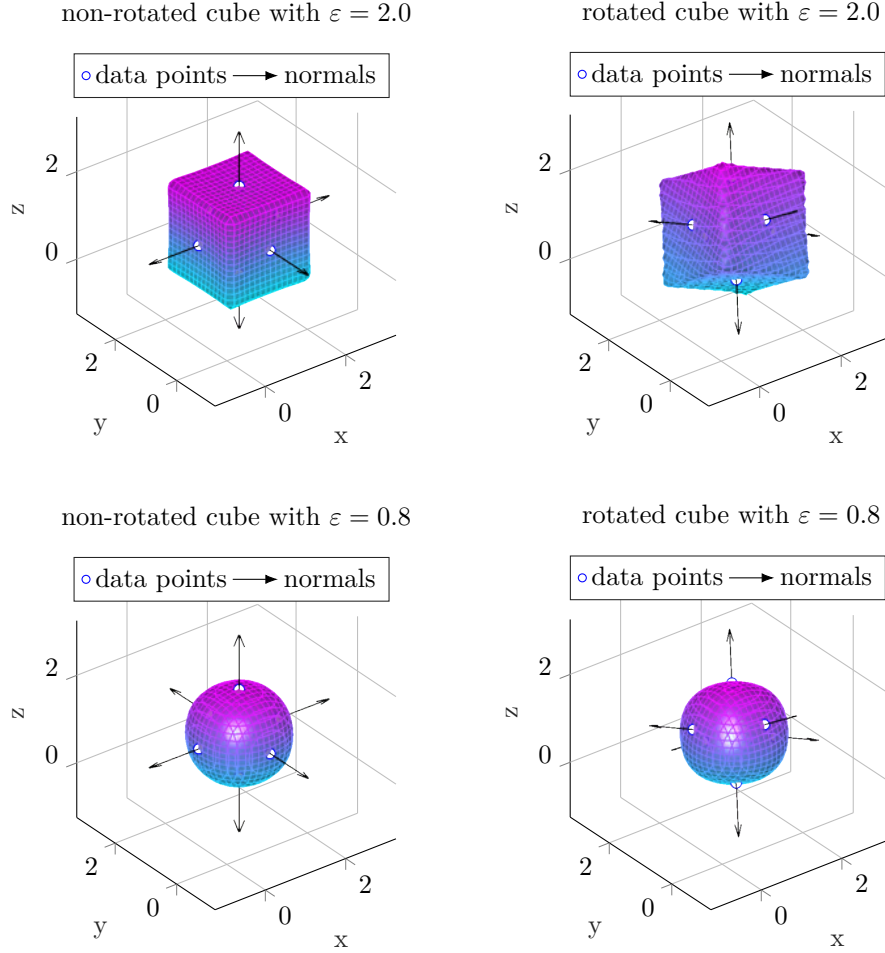 non-rotated cube with ε = 2.0
data points normals
2
0
z
2
0
y
0
2
x
rotated cube with ε = 2.0
data points normals
2
0
z
2
0
y
0
2
x
non-rotated cube with ε = 0.8
data points normals
2
0
z
2
0
y
0
2
x
rotated cube with ε = 0.8
data points normals
2
0
z
2
0
y
0
2
x